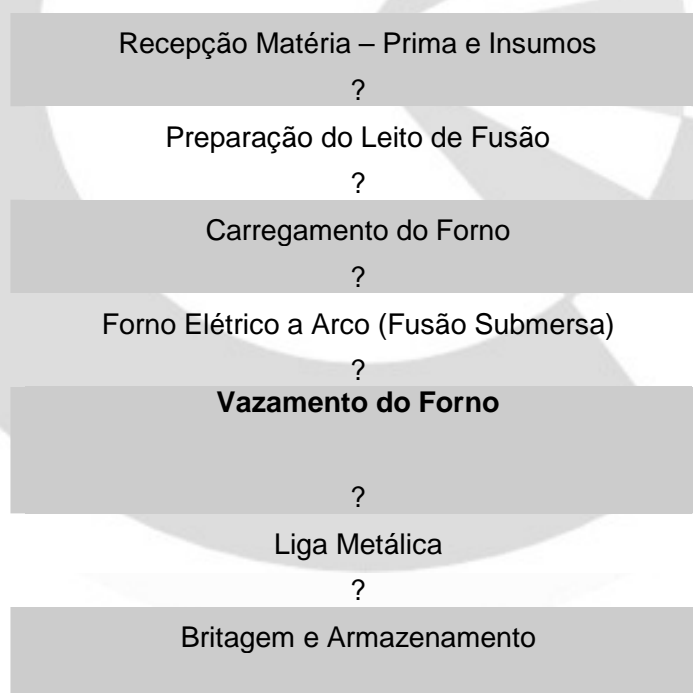 Recepção Matéria – Prima e Insumos
?
Preparação do Leito de Fusão
?
Carregamento do Forno
?
Forno Elétrico a Arco (Fusão Submersa)
?
Vazamento do Forno
?
Liga Metálica
?
Britagem e Armazenamento